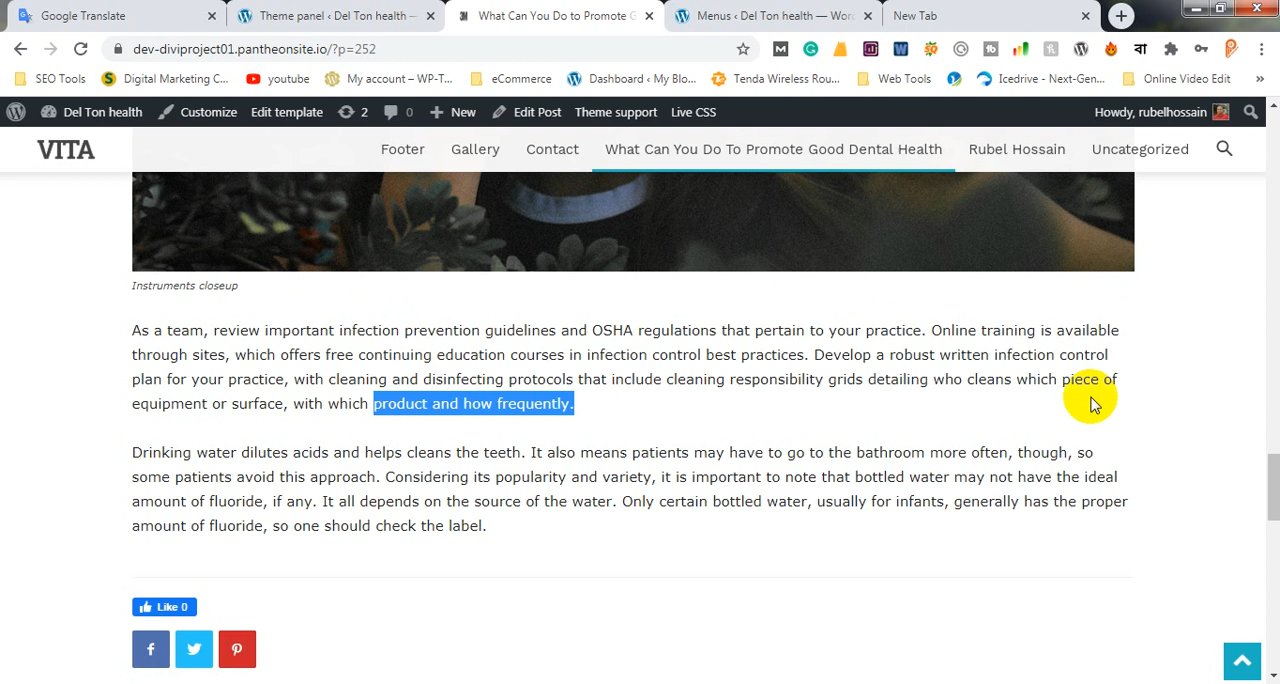 Google Translate
Theme panel ‹ Del Ton health —
What Can You Do to Promote G
Menus ‹ Del Ton health — Wor
New Tab
dev-diviproject01.pantheonsite.io/?p=252
SEO Tools
Digital Marketing C...
youtube
My account – WP-T...
eCommerce
Dashboard ‹ My Blo...
Tenda Wireless Rou...
Web Tools
Icedrive - Next-Gen...
Online Video Edit
Del Ton health
Customize
Edit template
2
0
New
Edit Post
Theme support
Live CSS
Howdy, rubelhossain
VITA
Footer
Gallery
Contact
What Can You Do To Promote Good Dental Health
Rubel Hossain
Uncategorized
Instruments closeup
As a team, review important infection prevention guidelines and OSHA regulations that pertain to your practice. Online training is available
through sites, which offers free continuing education courses in infection control best practices. Develop a robust written infection control
plan for your practice, with cleaning and disinfecting protocols that include cleaning responsibility grids detailing who cleans which piece of
equipment or surface, with which product and how frequently.
Drinking water dilutes acids and helps cleans the teeth. It also means patients may have to go to the bathroom more often, though, so
some patients avoid this approach. Considering its popularity and variety, it is important to note that bottled water may not have the ideal
amount of fluoride, if any. It all depends on the source of the water. Only certain bottled water, usually for infants, generally has the proper
amount of fluoride, so one should check the label.
Like 0